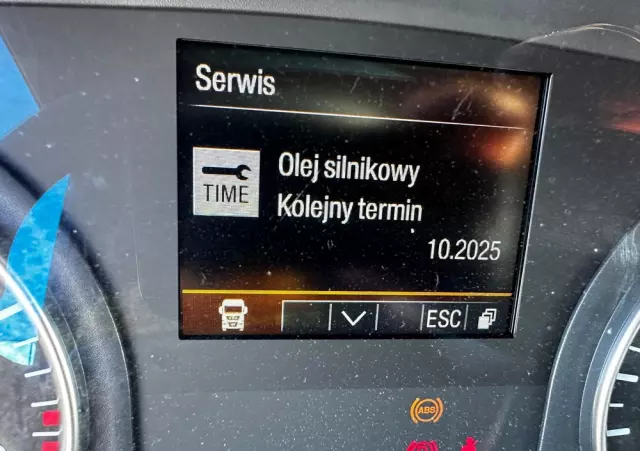 Serwis
TIME
Olej silnikowy
Kolejny termin
10.2025
ESC
ABS